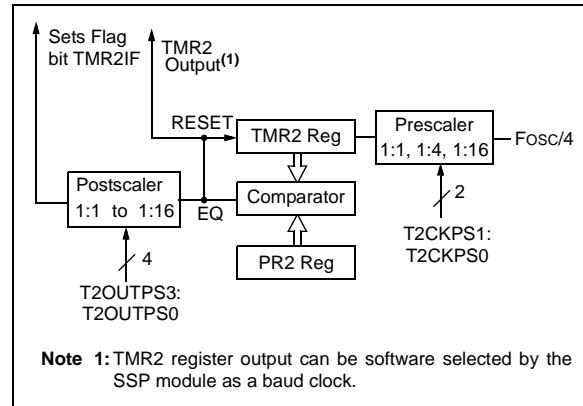 Sets Flag
bit TMR2IF
TMR2
Output(1)
RESET
TMR2 Reg
Prescaler
1:1, 1:4, 1:16
FOSC/4
Postscaler
1:1 to 1:16
EQ
Comparator
2
T2CKPS1:
T2CKPS0
PR2 Reg
4
T2OUTPS3:
T2OUTPS0
Note 1: TMR2 register output can be software selected by the
SSP module as a baud clock.